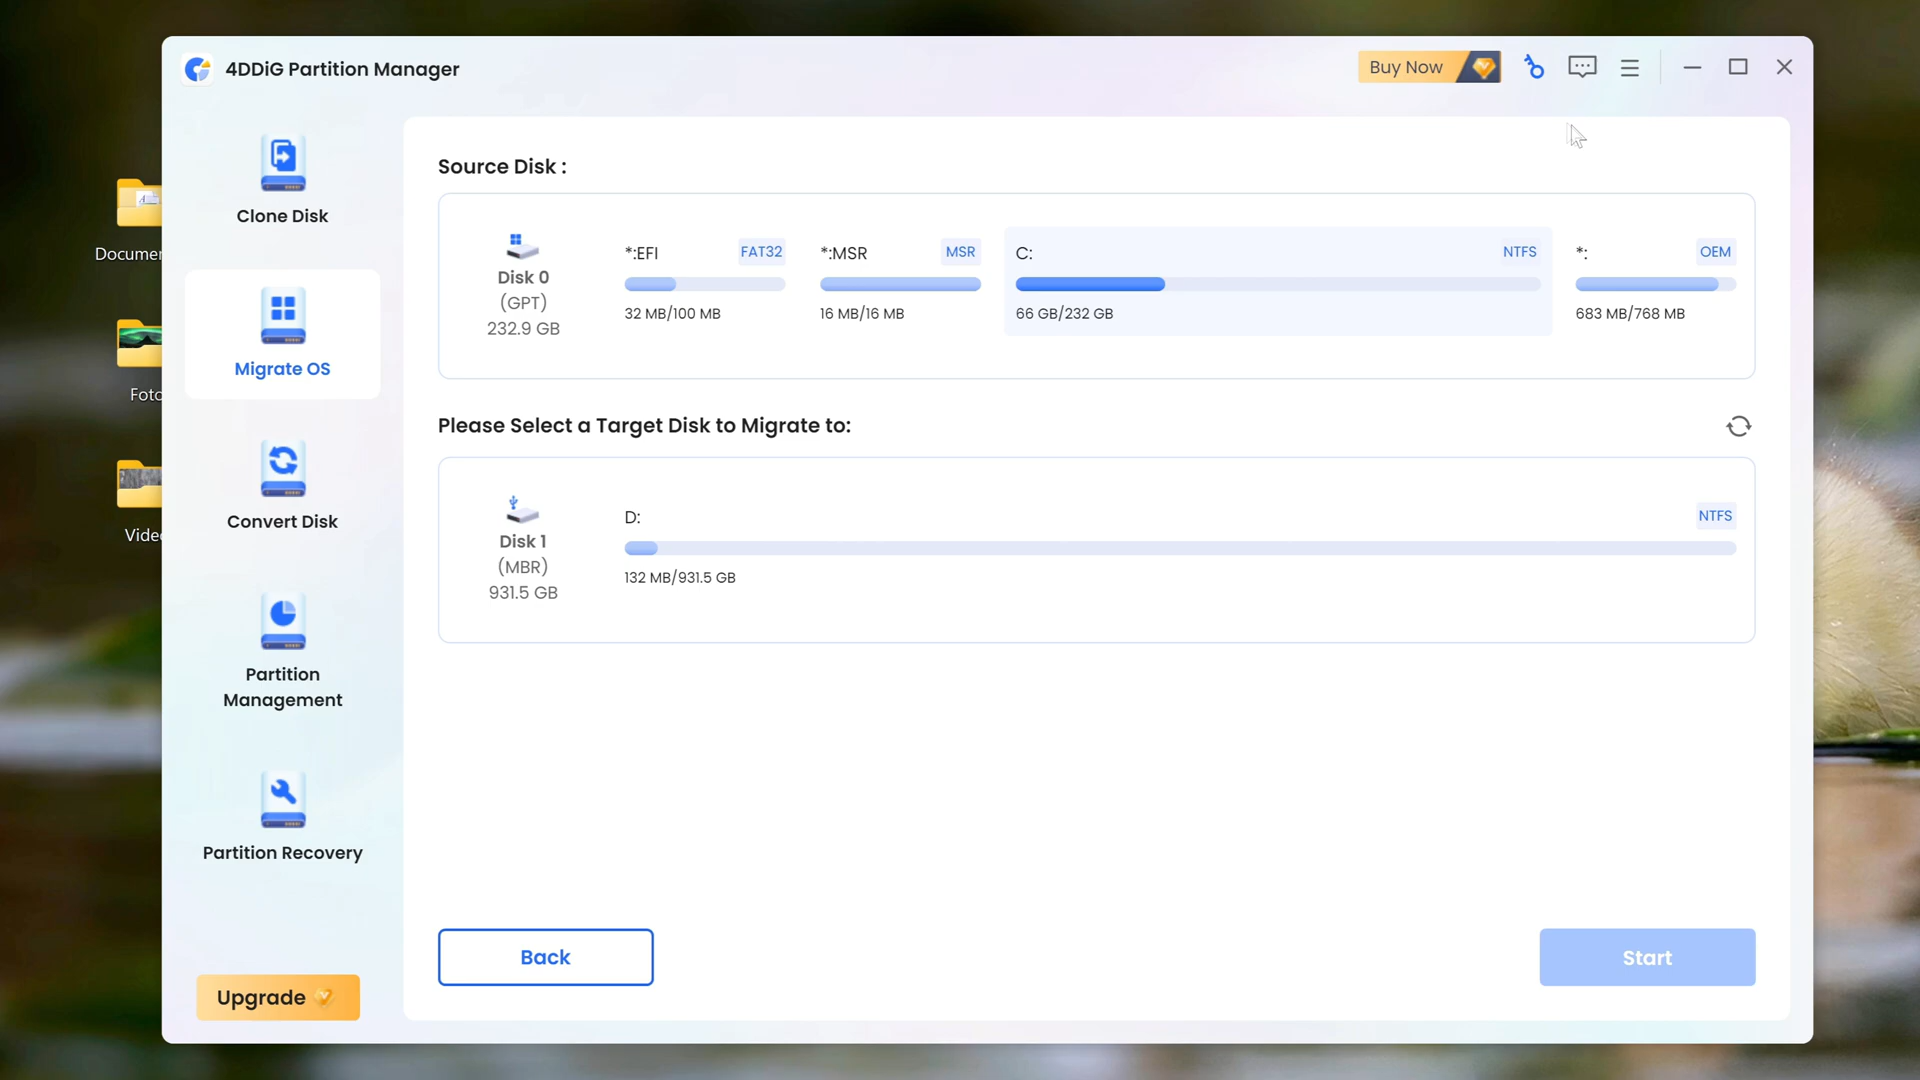 4DDiG Partition Manager
Buy Now
Clone Disk
Migrate OS
Convert Disk
Partition
Management
Partition Recovery
Upgrade
Source Disk :
Disk 0
(GPT)
232.9 GB
*:EFI
FAT32
32 MB/100 MB
*:MSR
MSR
16 MB/16 MB
C:
NTFS
66 GB/232 GB
*:
OEM
683 MB/768 MB
Please Select a Target Disk to Migrate to:
Disk 1
(MBR)
931.5 GB
D:
NTFS
132 MB/931.5 GB
Back
Start
Documen
Foto
Video